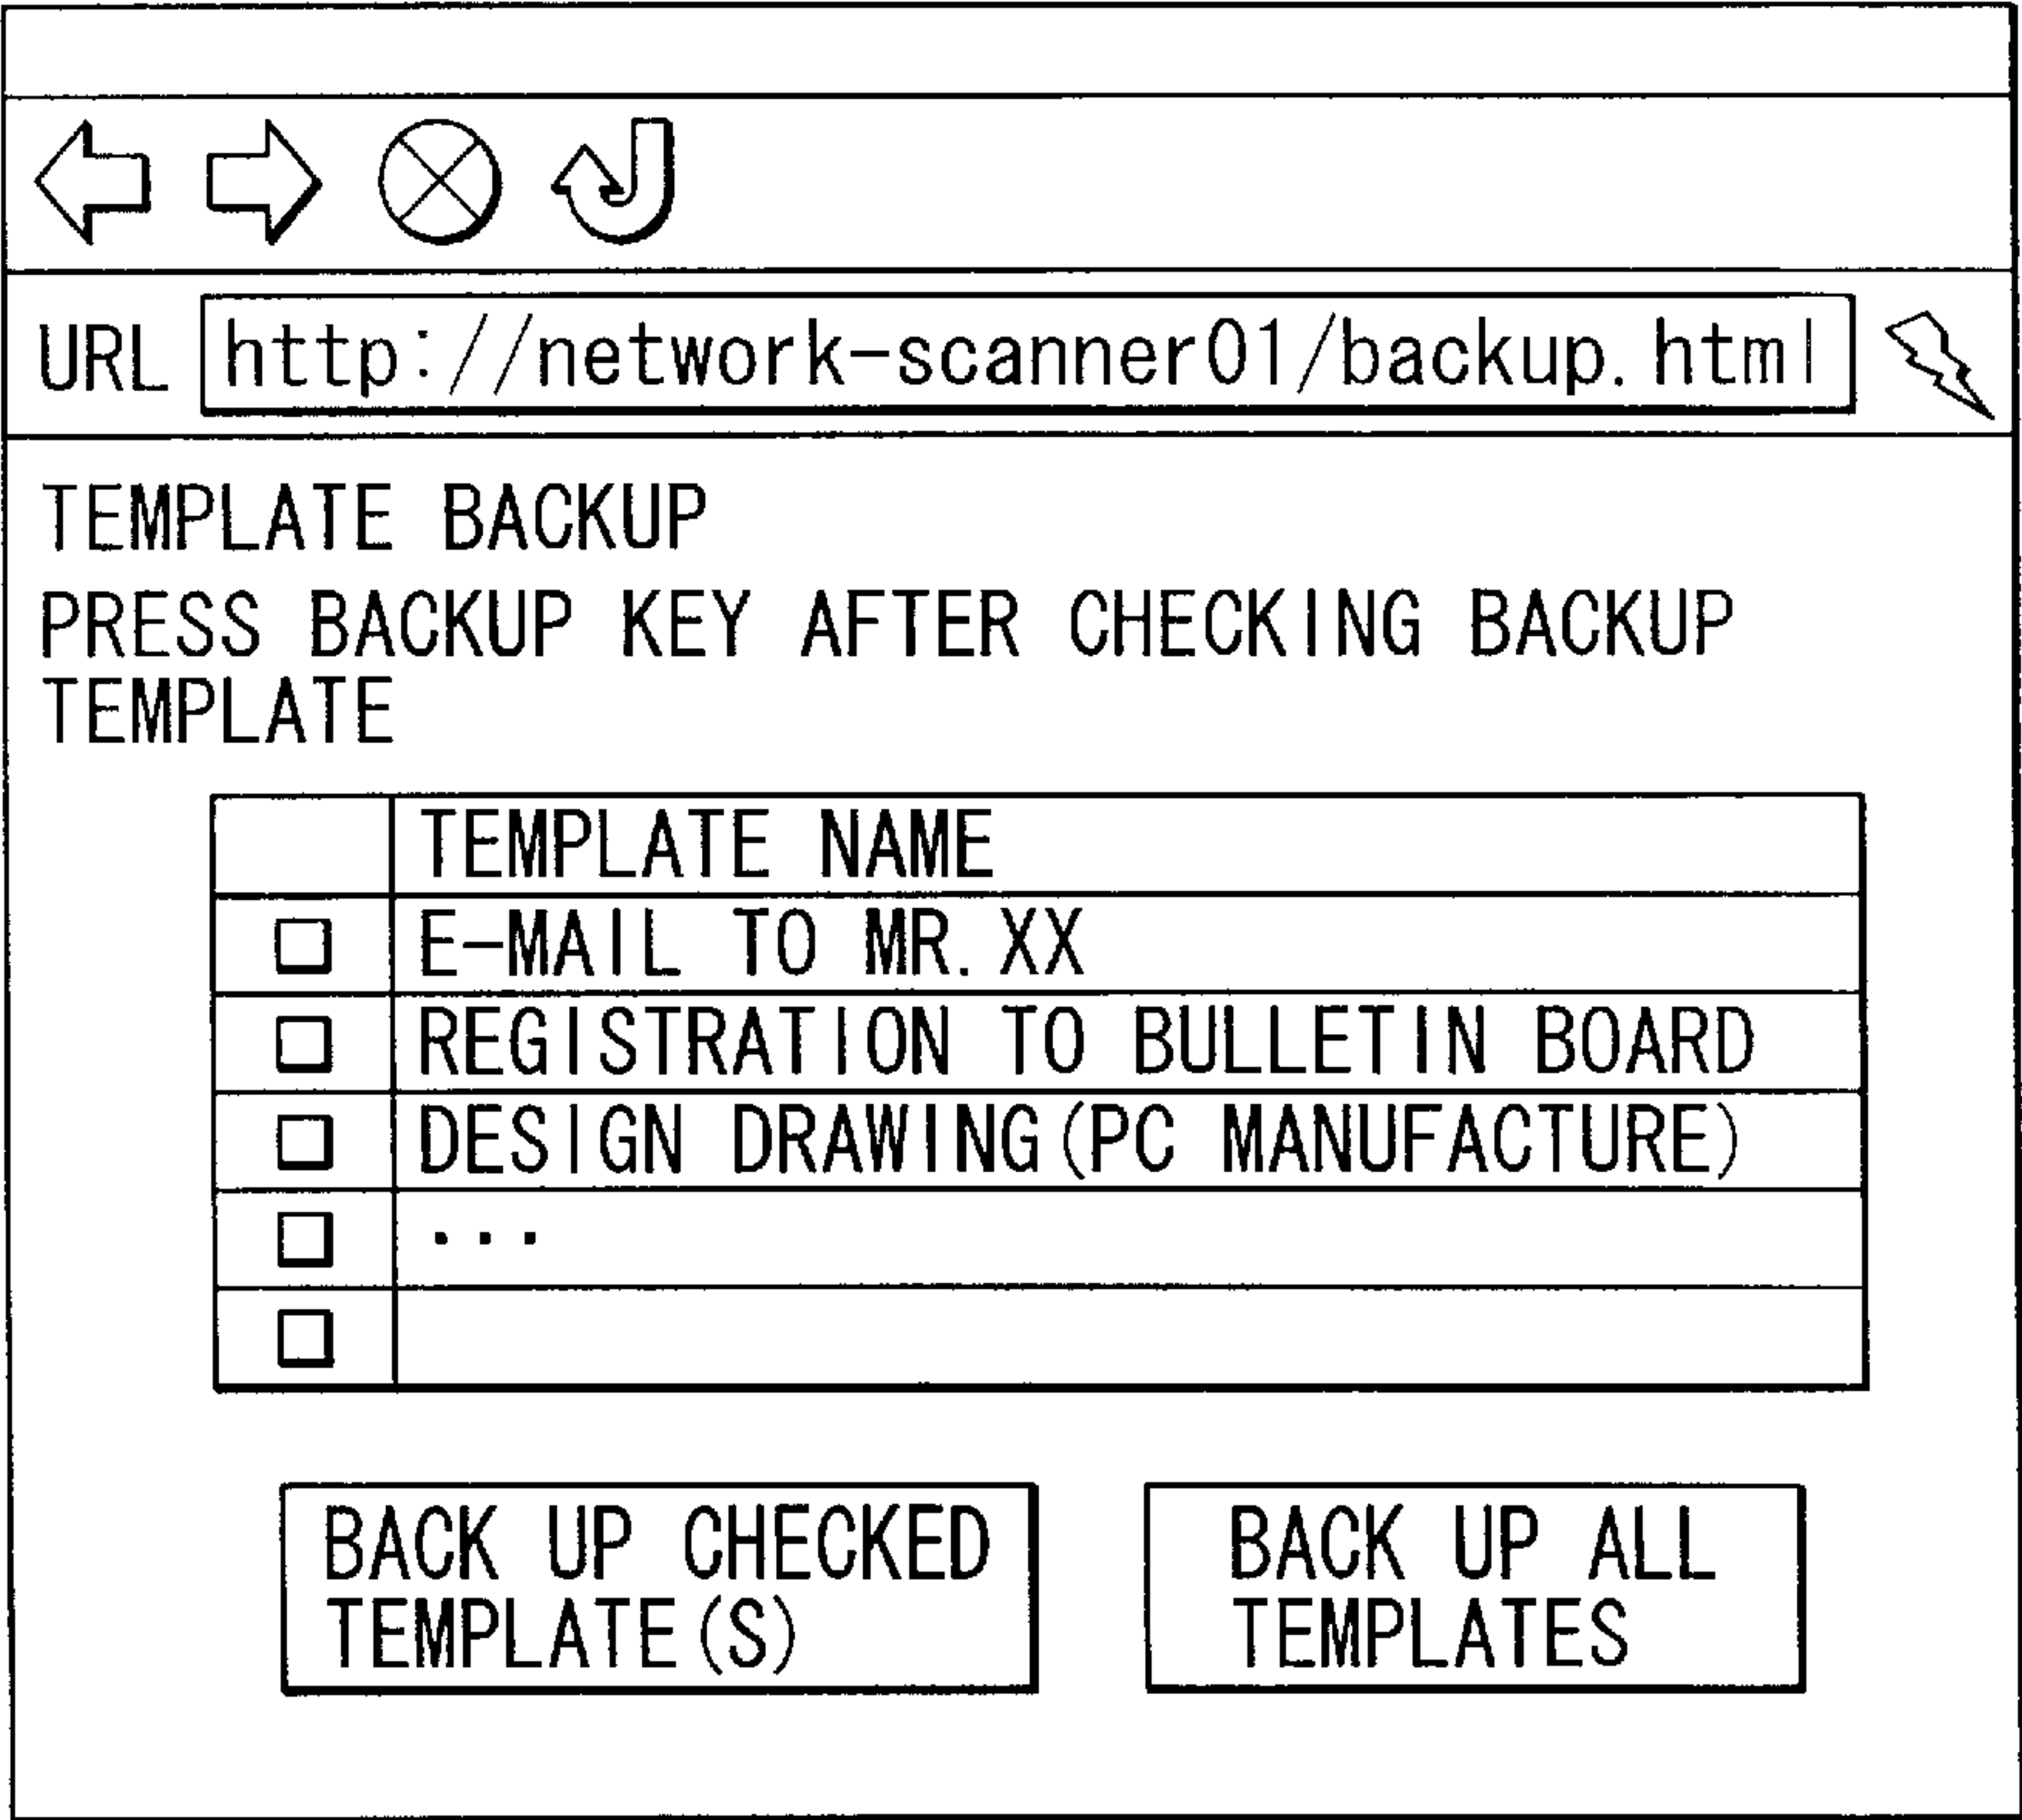 URL http://network-scanner01/backup.html
TEMPLATE BACKUP
PRESS BACKUP KEY AFTER CHECKING BACKUP
TEMPLATE
TEMPLATE NAME
E-MAIL TO MR. XX
REGISTRATION TO BULLETIN BOARD
DESIGN DRAWING(PC MANUFACTURE)
...
BACK UP CHECKED
TEMPLATE(S)
BACK UP ALL
TEMPLATES